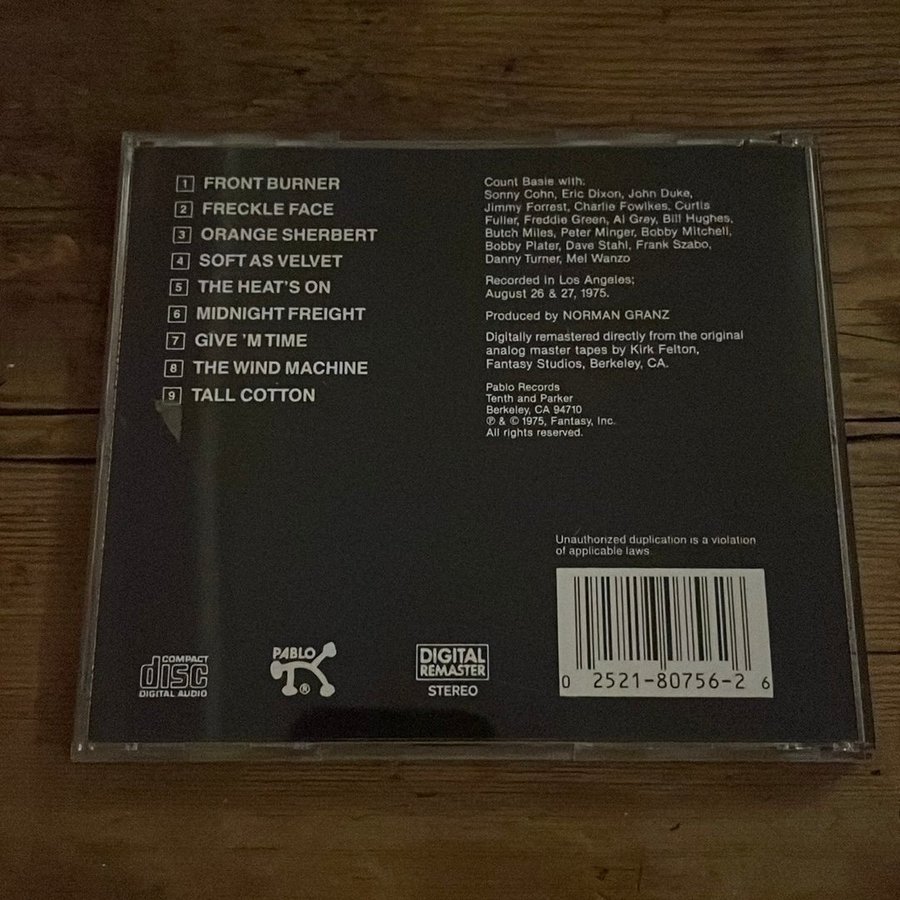 1 FRONT BURNER
2 FRECKLE FACE
3 ORANGE SHERBERT
4 SOFT AS VELVET
5 THE HEAT'S ON
6 MIDNIGHT FREIGHT
7 GIVE 'M TIME
8 THE WIND MACHINE
9 TALL COTTON
Count Basie with:
Sonny Cohn, Eric Dixon, John Duke,
Jimmy Forrest, Charlie Fowlkes, Curtis
Fuller, Freddie Green, Al Grey, Bill Hughes,
Butch Miles, Peter Minger, Bobby Mitchell,
Bobby Plater, Dave Stahl, Frank Szabo,
Danny Turner, Mel Wanzo
Recorded in Los Angeles;
August 26 & 27, 1975.
Produced by NORMAN GRANZ
Digitally remastered directly from the original
analog master tapes by Kirk Felton,
Fantasy Studios, Berkeley, CA.
Pablo Records
Tenth and Parker
Berkeley, CA 94710
℗ & © 1975, Fantasy, Inc.
All rights reserved.
Unauthorized duplication is a violation
of applicable laws
0 2521-80756-2 6
COMPACT
disc
DIGITAL AUDIO
PABLO
®
DIGITAL
REMASTER
STEREO